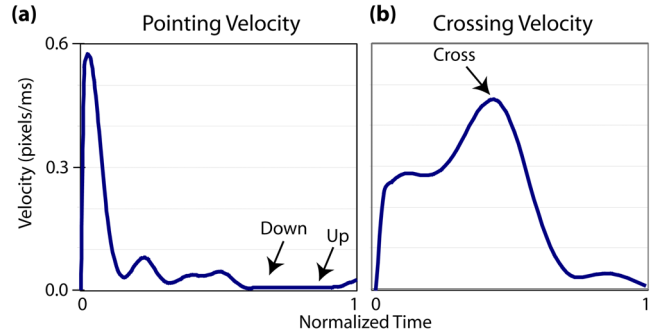 (a)
Pointing Velocity
(b)
Crossing Velocity
Velocity (pixels/ms)
0.6
0.3
0.0
Down
Up
Cross
0
1
0
1
Normalized Time